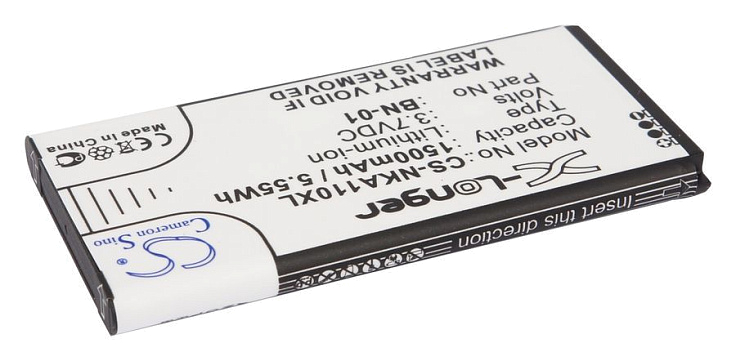 X-Longer
Model No: CS-NKA110XL
Capacity 1500mAh / 5.55Wh
Type Lithium-ion
Volts 3.7VDC
Part No BN-01
WARRANTY VOID IF
LABEL IS REMOVED
CS
Cameron Sino
CE
Made In
China
Insert this direction